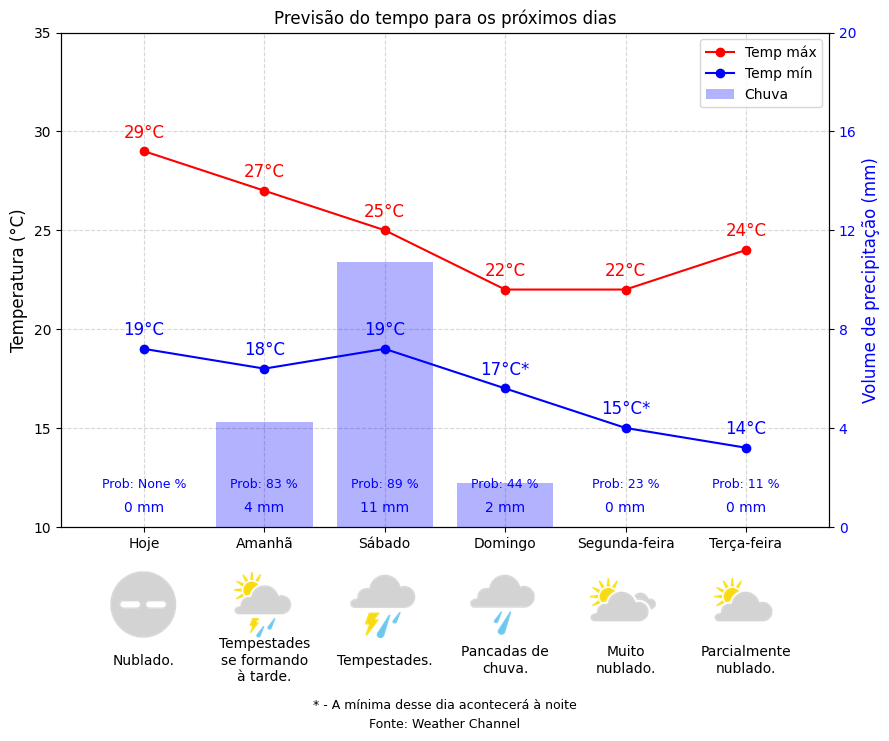 Previsão do tempo para os próximos dias
35
30
25
20
15
10
Temperatura (°C)
20
16
12
8
4
0
Volume de precipitação (mm)
Temp máx
Temp mín
Chuva
29°C
27°C
25°C
22°C
22°C
24°C
19°C
18°C
19°C
17°C*
15°C*
14°C
Prob: None %
Prob: 83 %
Prob: 89 %
Prob: 44 %
Prob: 23 %
Prob: 11 %
0 mm
4 mm
11 mm
2 mm
0 mm
0 mm
Hoje
Amanhã
Sábado
Domingo
Segunda-feira
Terça-feira
Nublado.
Tempestades
se formando
à tarde.
Tempestades.
Pancadas de
chuva.
Muito
nublado.
Parcialmente
nublado.
* - A mínima desse dia acontecerá à noite
Fonte: Weather Channel